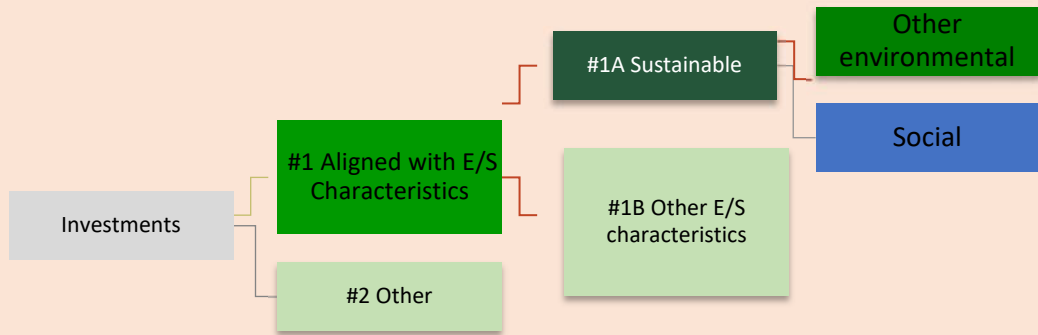 Investments
#1 Aligned with E/S
Characteristics
#2 Other
#1A Sustainable
#1B Other E/S
characteristics
Other
environmental
Social